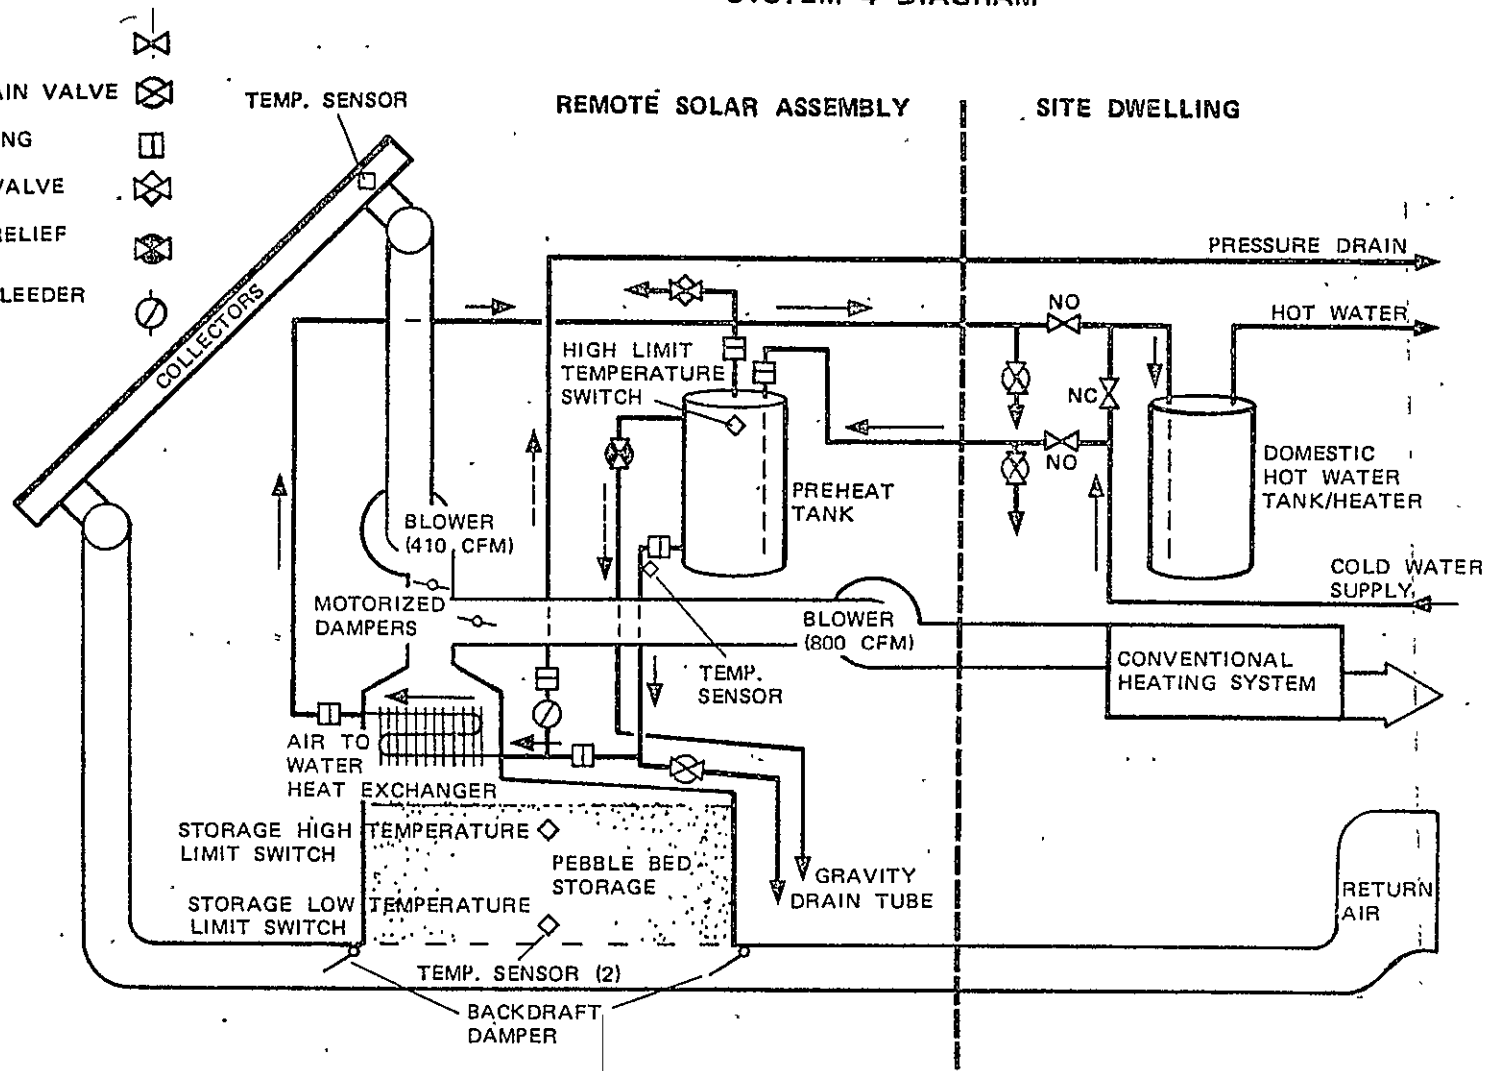 SYSTEM 4 DIAGRAM
AIN VALVE
NG
VALVE
RELIEF
LEEDER
TEMP. SENSOR
REMOTE SOLAR ASSEMBLY
SITE DWELLING
COLLECTORS
PRESSURE DRAIN
NO
HOT WATER
HIGH LIMIT
TEMPERATURE
SWITCH
NC
NO
PREHEAT
TANK
DOMESTIC
HOT WATER
TANK/HEATER
BLOWER
(410 CFM)
COLD WATER
SUPPLY
MOTORIZED
DAMPERS
BLOWER
(800 CFM)
TEMP.
SENSOR
CONVENTIONAL
HEATING SYSTEM
AIR TO
WATER
HEAT EXCHANGER
STORAGE HIGH TEMPERATURE
LIMIT SWITCH
PEBBLE BED
STORAGE
GRAVITY
DRAIN TUBE
RETURN
AIR
STORAGE LOW TEMPERATURE
LIMIT SWITCH
TEMP. SENSOR (2)
BACKDRAFT
DAMPER